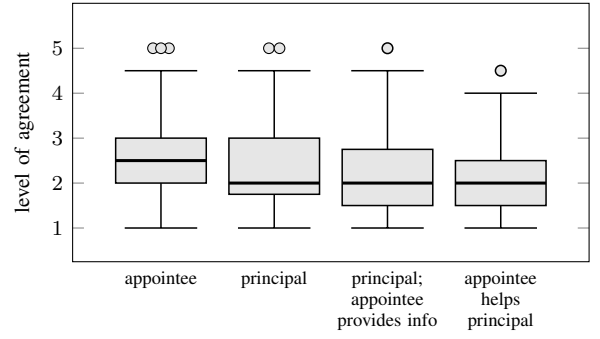 level of agreement
5
4
3
2
1
appointee
principal
principal;
appointee
provides info
appointee
helps
principal